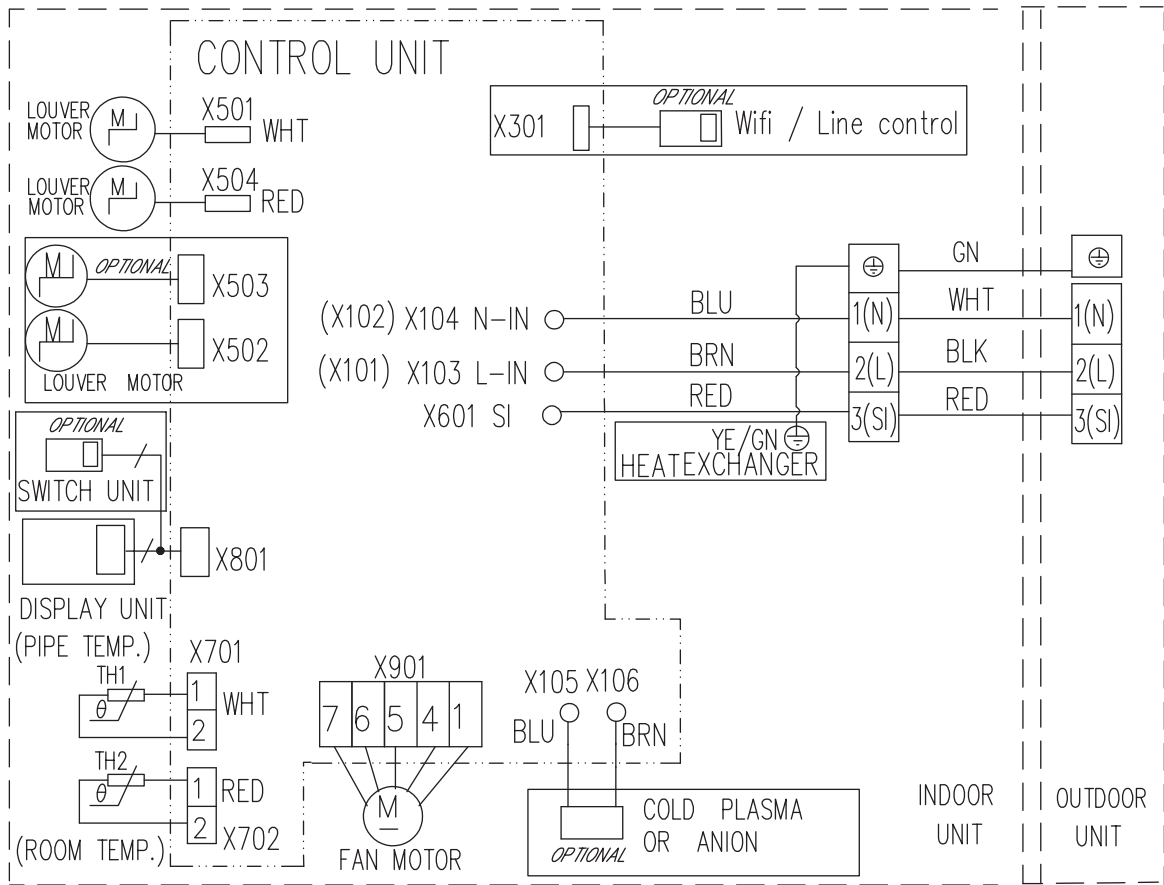 CONTROL UNIT
LOUVER
MOTOR
M
X501
WHT
LOUVER
MOTOR
M
X504
RED
OPTIONAL
X301
Wifi / Line control
M
OPTIONAL
X503
M
X502
LOUVER MOTOR
(X102) X104 N-IN
BLU
1(N)
GN
WHT
1(N)
(X101) X103 L-IN
BRN
2(L)
BLK
2(L)
X601 SI
RED
3(SI)
RED
3(SI)
YE/GN
HEATEXCHANGER
OPTIONAL
SWITCH UNIT
X801
DISPLAY UNIT
(PIPE TEMP.)
TH1
θ
X701
1
2
WHT
TH2
θ
1
2
RED
X702
(ROOM TEMP.)
X901
7 6 5 4 1
M
FAN MOTOR
X105 X106
BLU
BRN
COLD PLASMA
OR ANION
OPTIONAL
INDOOR
UNIT
OUTDOOR
UNIT